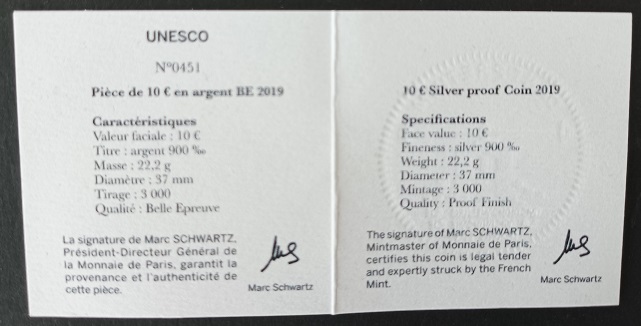 UNESCO
N°0451
Pièce de 10 € en argent BE 2019
Caractéristiques
Valeur faciale : 10 €
Titre : argent 900 ‰
Masse : 22,2 g
Diamètre : 37 mm
Tirage : 3 000
Qualité : Belle Epreuve
La signature de Marc SCHWARTZ,
Président-Directeur Général de
la Monnaie de Paris, garantit la
provenance et l'authenticité de
cette pièce.
Marc Schwartz
10 € Silver proof Coin 2019
Specifications
Face value : 10 €
Fineness : silver 900 ‰
Weight : 22,2 g
Diameter : 37 mm
Mintage : 3 000
Quality : Proof Finish
The signature of Marc SCHWARTZ,
Mintmaster of Monnaie de Paris,
certifies this coin is legal tender
and expertly struck by the French
Mint.
Marc Schwartz